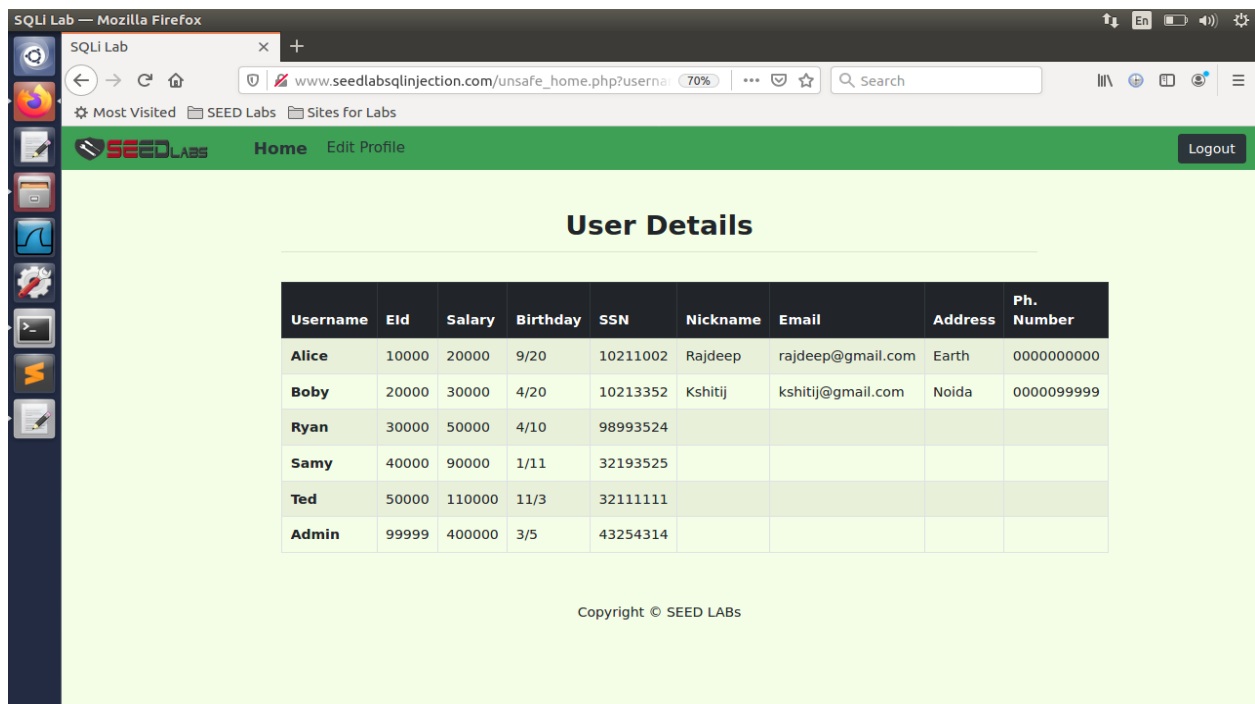 SQLi Lab — Mozilla Firefox
En
SQLi Lab × +
www.seedlabsqlinjection.com/unsafe_home.php?userna 70% ... Search
Most Visited SEED Labs Sites for Labs
SEEDLABS Home Edit Profile Logout
User Details
Ph.
Username EId Salary Birthday SSN Nickname Email Address Number
Alice 10000 20000 9/20 10211002 Rajdeep rajdeep@gmail.com Earth 0000000000
Boby 20000 30000 4/20 10213352 Kshitij kshitij@gmail.com Noida 0000099999
Ryan 30000 50000 4/10 98993524
Samy 40000 90000 1/11 32193525
Ted 50000 110000 11/3 32111111
Admin 99999 400000 3/5 43254314
Copyright © SEED LABs